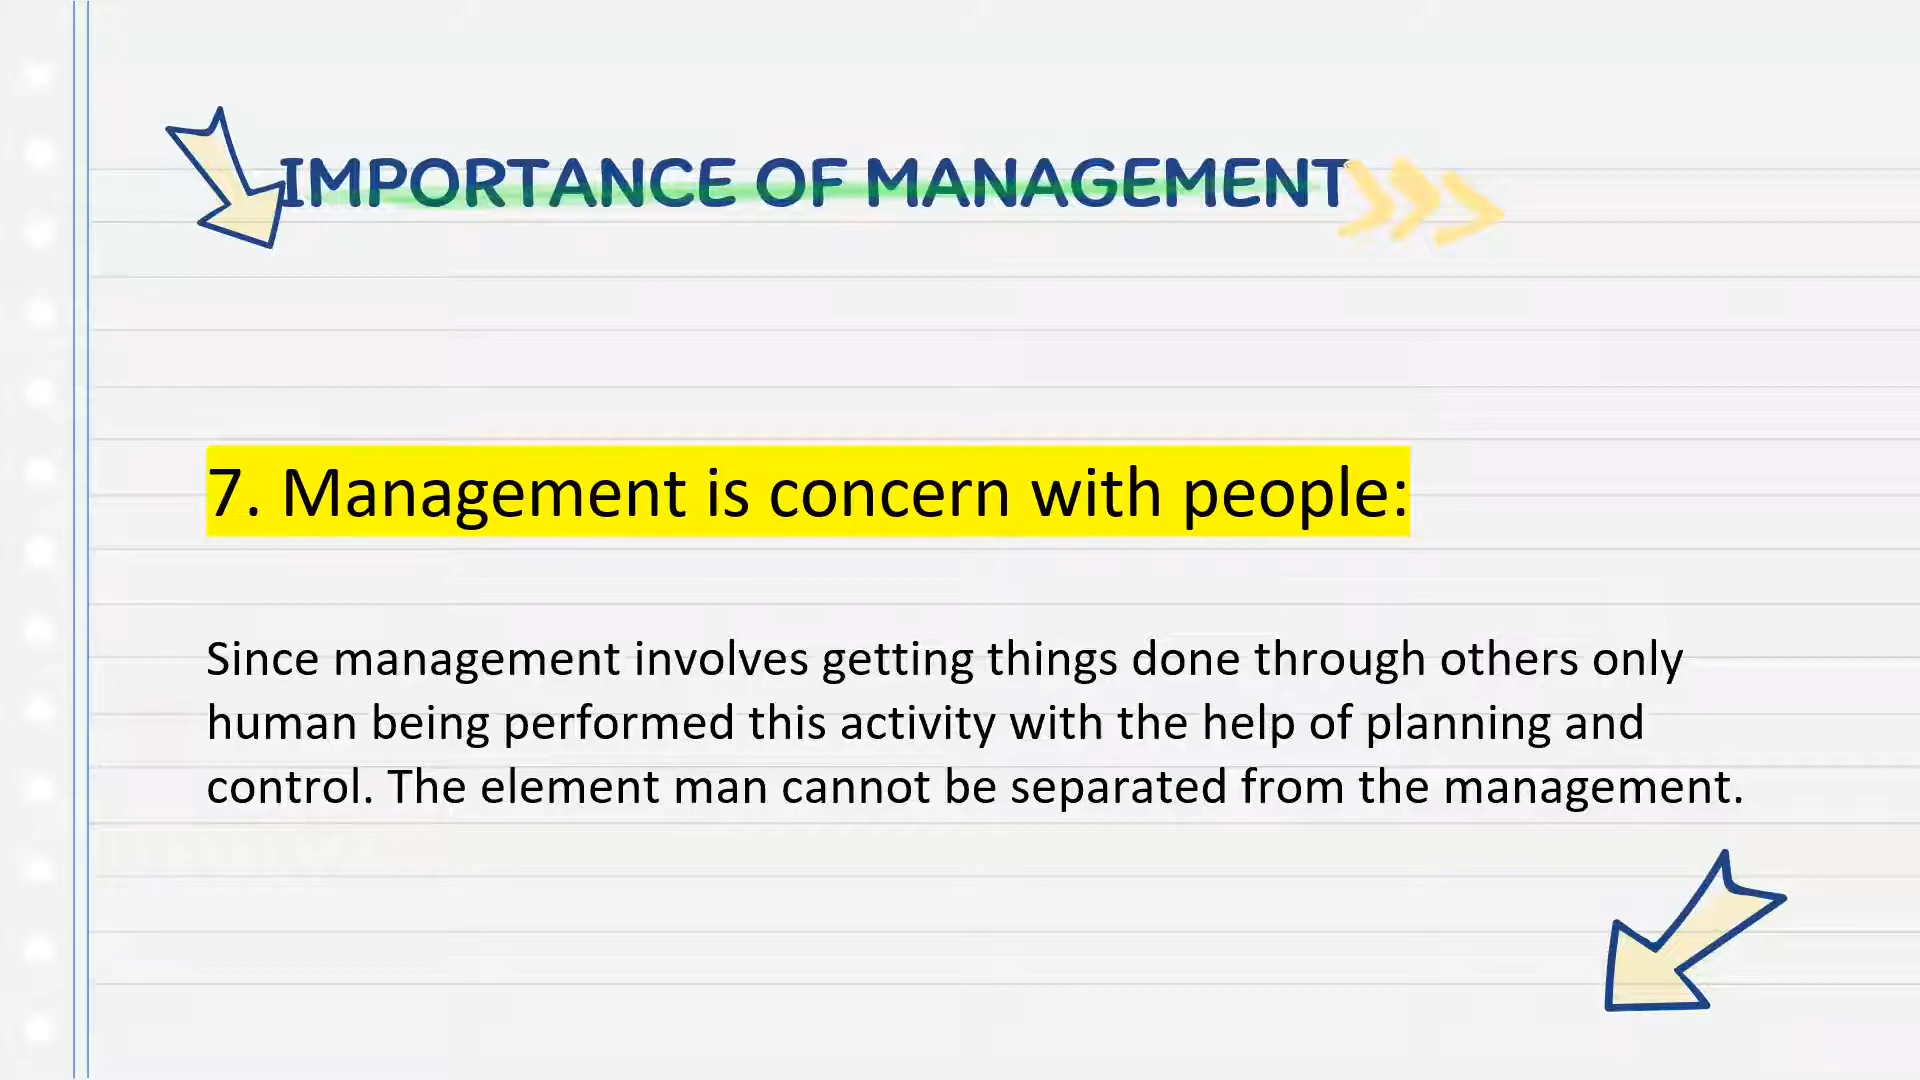 IMPORTANCE OF MANAGEMENT
7. Management is concern with people:
Since management involves getting things done through others only
human being performed this activity with the help of planning and
control. The element man cannot be separated from the management.